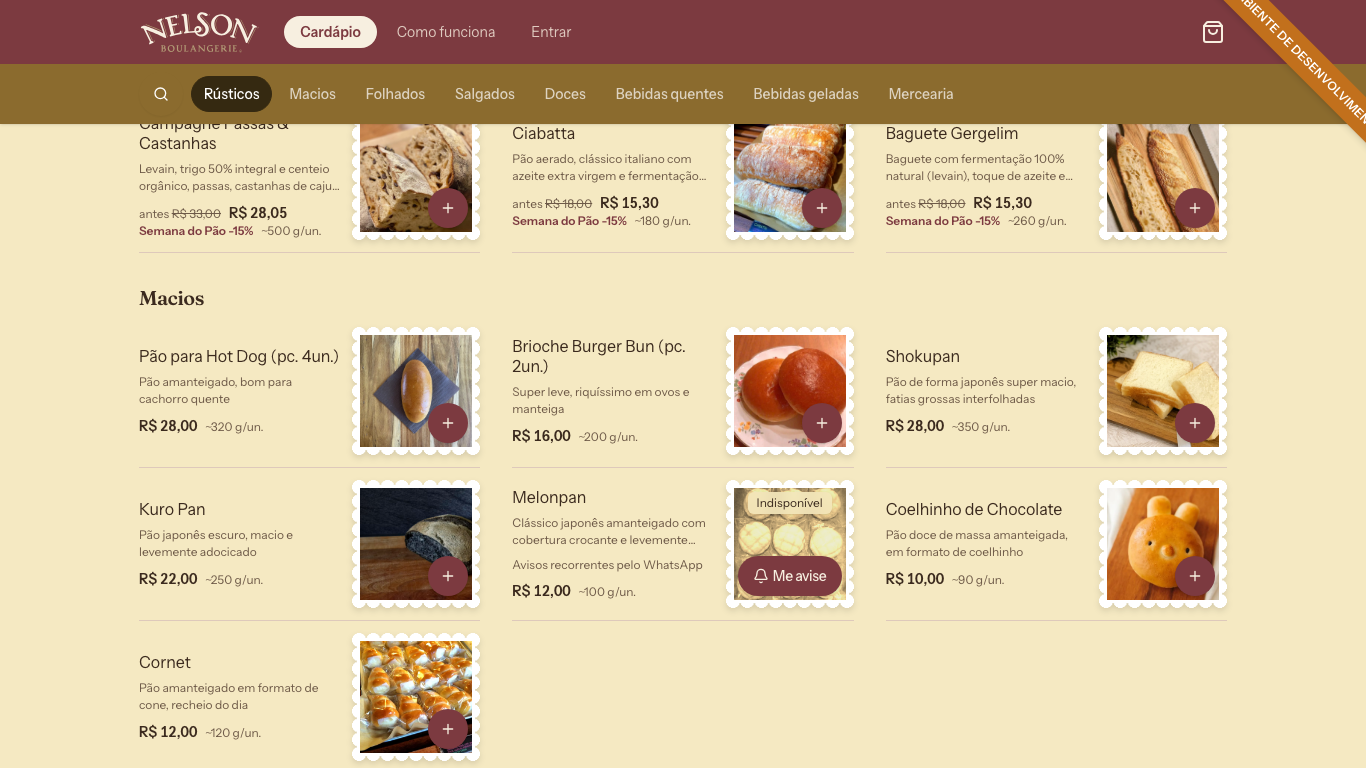 NELSON
BOULANGERIE.
Cardápio
Como funciona
Entrar
Rústicos
Macios
Folhados
Salgados
Doces
Bebidas quentes
Bebidas geladas
Mercearia
Campagne Passas &
Castanhas
Levain, trigo 50% integral e centeio
orgânico, passas, castanhas de caju…
antes R$ 33,00 R$ 28,05
Semana do Pão -15% ~500 g/un.
Ciabatta
Pão aerado, clássico italiano com
azeite extra virgem e fermentação…
antes R$ 18,00 R$ 15,30
Semana do Pão -15% ~180 g/un.
Baguete Gergelim
Baguete com fermentação 100%
natural (levain), toque de azeite e…
antes R$ 18,00 R$ 15,30
Semana do Pão -15% ~260 g/un.
Macios
Pão para Hot Dog (pc. 4un.)
Pão amanteigado, bom para
cachorro quente
R$ 28,00 ~320 g/un.
Brioche Burger Bun (pc.
2un.)
Super leve, riquíssimo em ovos e
manteiga
R$ 16,00 ~200 g/un.
Shokupan
Pão de forma japonês super macio,
fatias grossas interfolhadas
R$ 28,00 ~350 g/un.
Kuro Pan
Pão japonês escuro, macio e
levemente adocicado
R$ 22,00 ~250 g/un.
Melonpan
Clássico japonês amanteigado com
cobertura crocante e levemente…
Avisos recorrentes pelo WhatsApp
R$ 12,00 ~100 g/un.
Indisponível
Me avise
Coelhinho de Chocolate
Pão doce de massa amanteigada,
em formato de coelhinho
R$ 10,00 ~90 g/un.
Cornet
Pão amanteigado em formato de
cone, recheio do dia
R$ 12,00 ~120 g/un.
BIENTE DE DESENVOLVIMEN